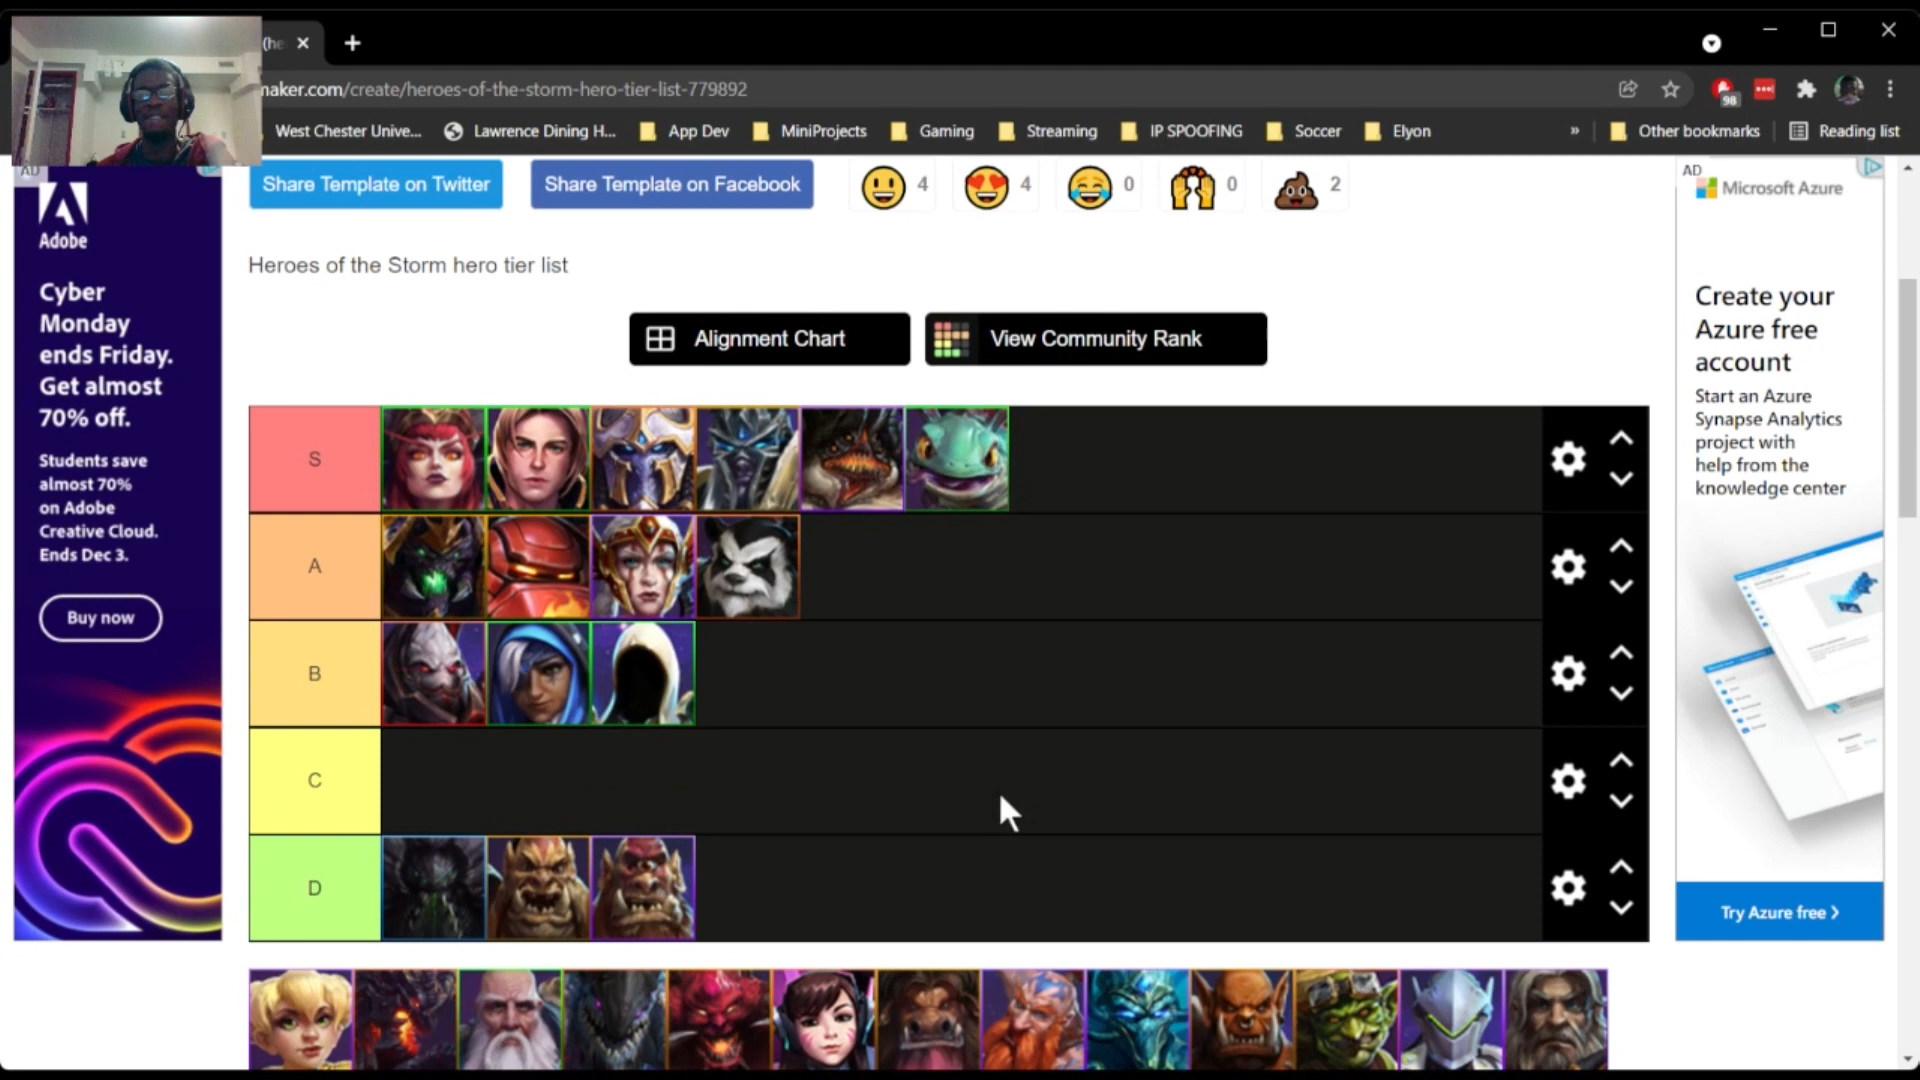 (he
naker.com/create/heroes-of-the-storm-hero-tier-list-779892
98
West Chester Unive...
Lawrence Dining H...
App Dev
MiniProjects
Gaming
Streaming
IP SPOOFING
Soccer
Elyon
»
Other bookmarks
Reading list
AD
Adobe
Cyber
Monday
ends Friday.
Get almost
70% off.
Students save
almost 70%
on Adobe
Creative Cloud.
Ends Dec 3.
Buy now
Share Template on Twitter
Share Template on Facebook
4
4
0
0
2
Heroes of the Storm hero tier list
Alignment Chart
View Community Rank
S
A
B
C
D
AD
Microsoft Azure
Create your
Azure free
account
Start an Azure
Synapse Analytics
project with
help from the
knowledge center
Try Azure free >